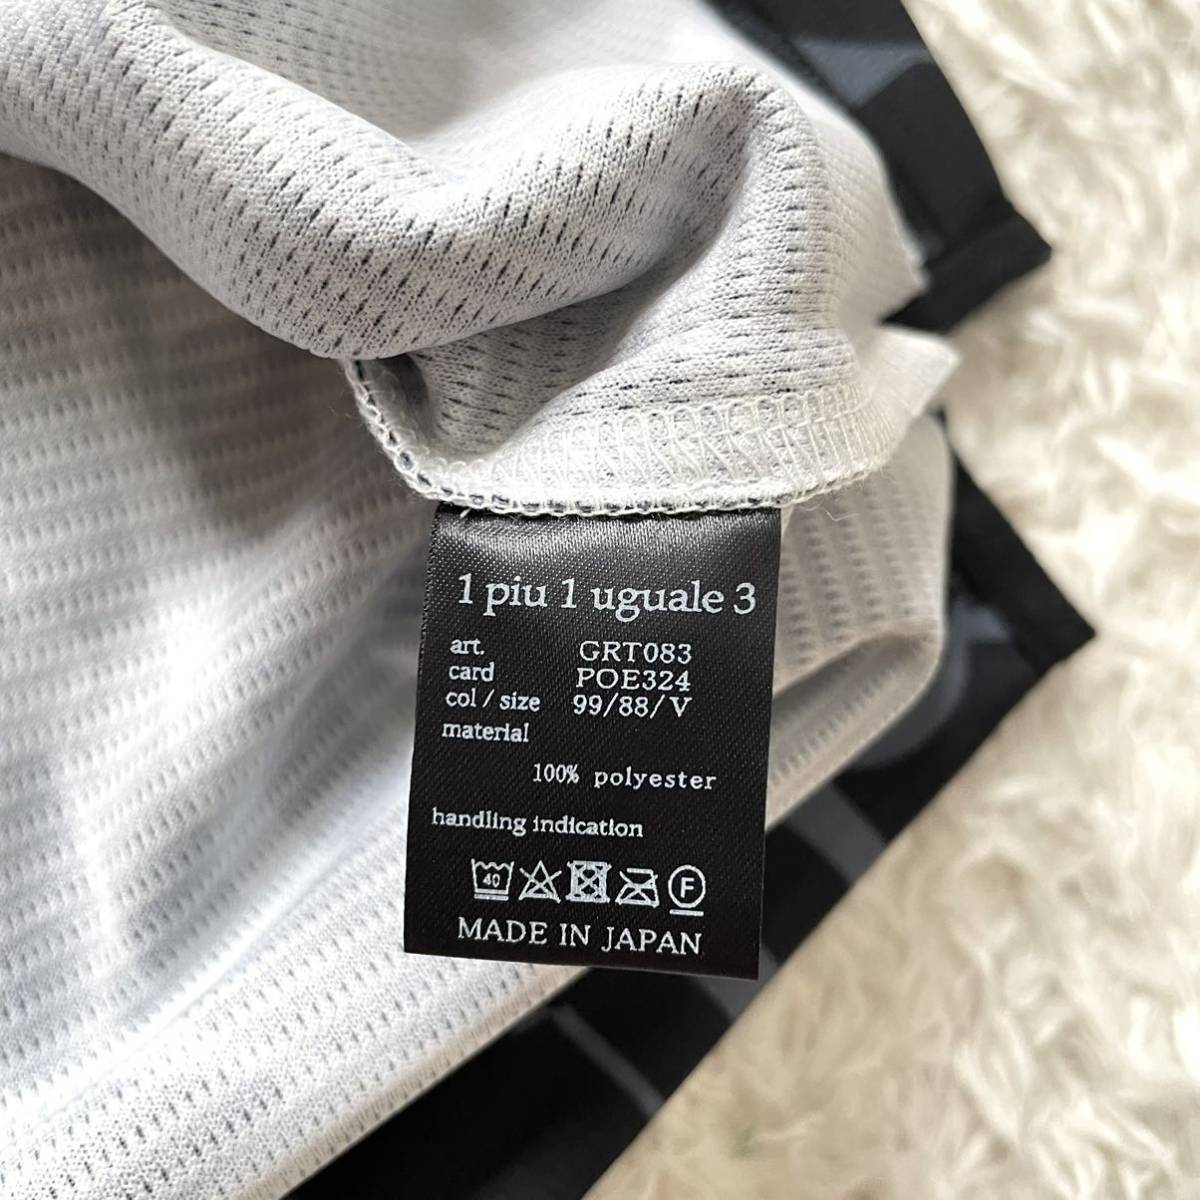 1 piu 1 uguale 3
art. GRT083
card POE324
col / size 99/88/V
material
100% polyester
handling indication
40 F
MADE IN JAPAN